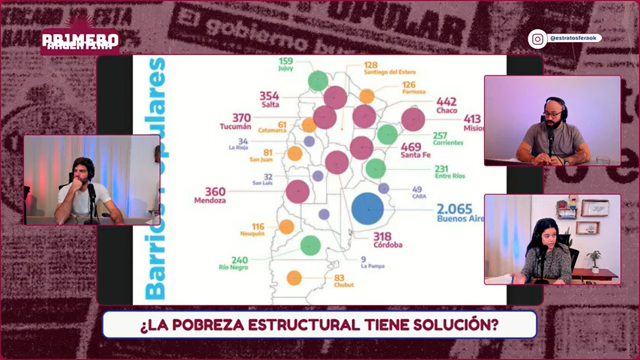 PR1MERO
ARGENTINA
@estratosferaok
Barrios Populares
159
Jujuy
128
Santiago del Estero
126
Formosa
354
Salta
442
Chaco
370
Tucumán
61
Catamarca
413
Mision
34
La Rioja
257
Corrientes
81
San Juan
469
Santa Fe
231
Entre Ríos
32
San Luis
360
Mendoza
49
CABA
2.065
Buenos Aire
116
Neuquén
318
Córdoba
240
Río Negro
9
La Pampa
83
Chubut
¿LA POBREZA ESTRUCTURAL TIENE SOLUCIÓN?